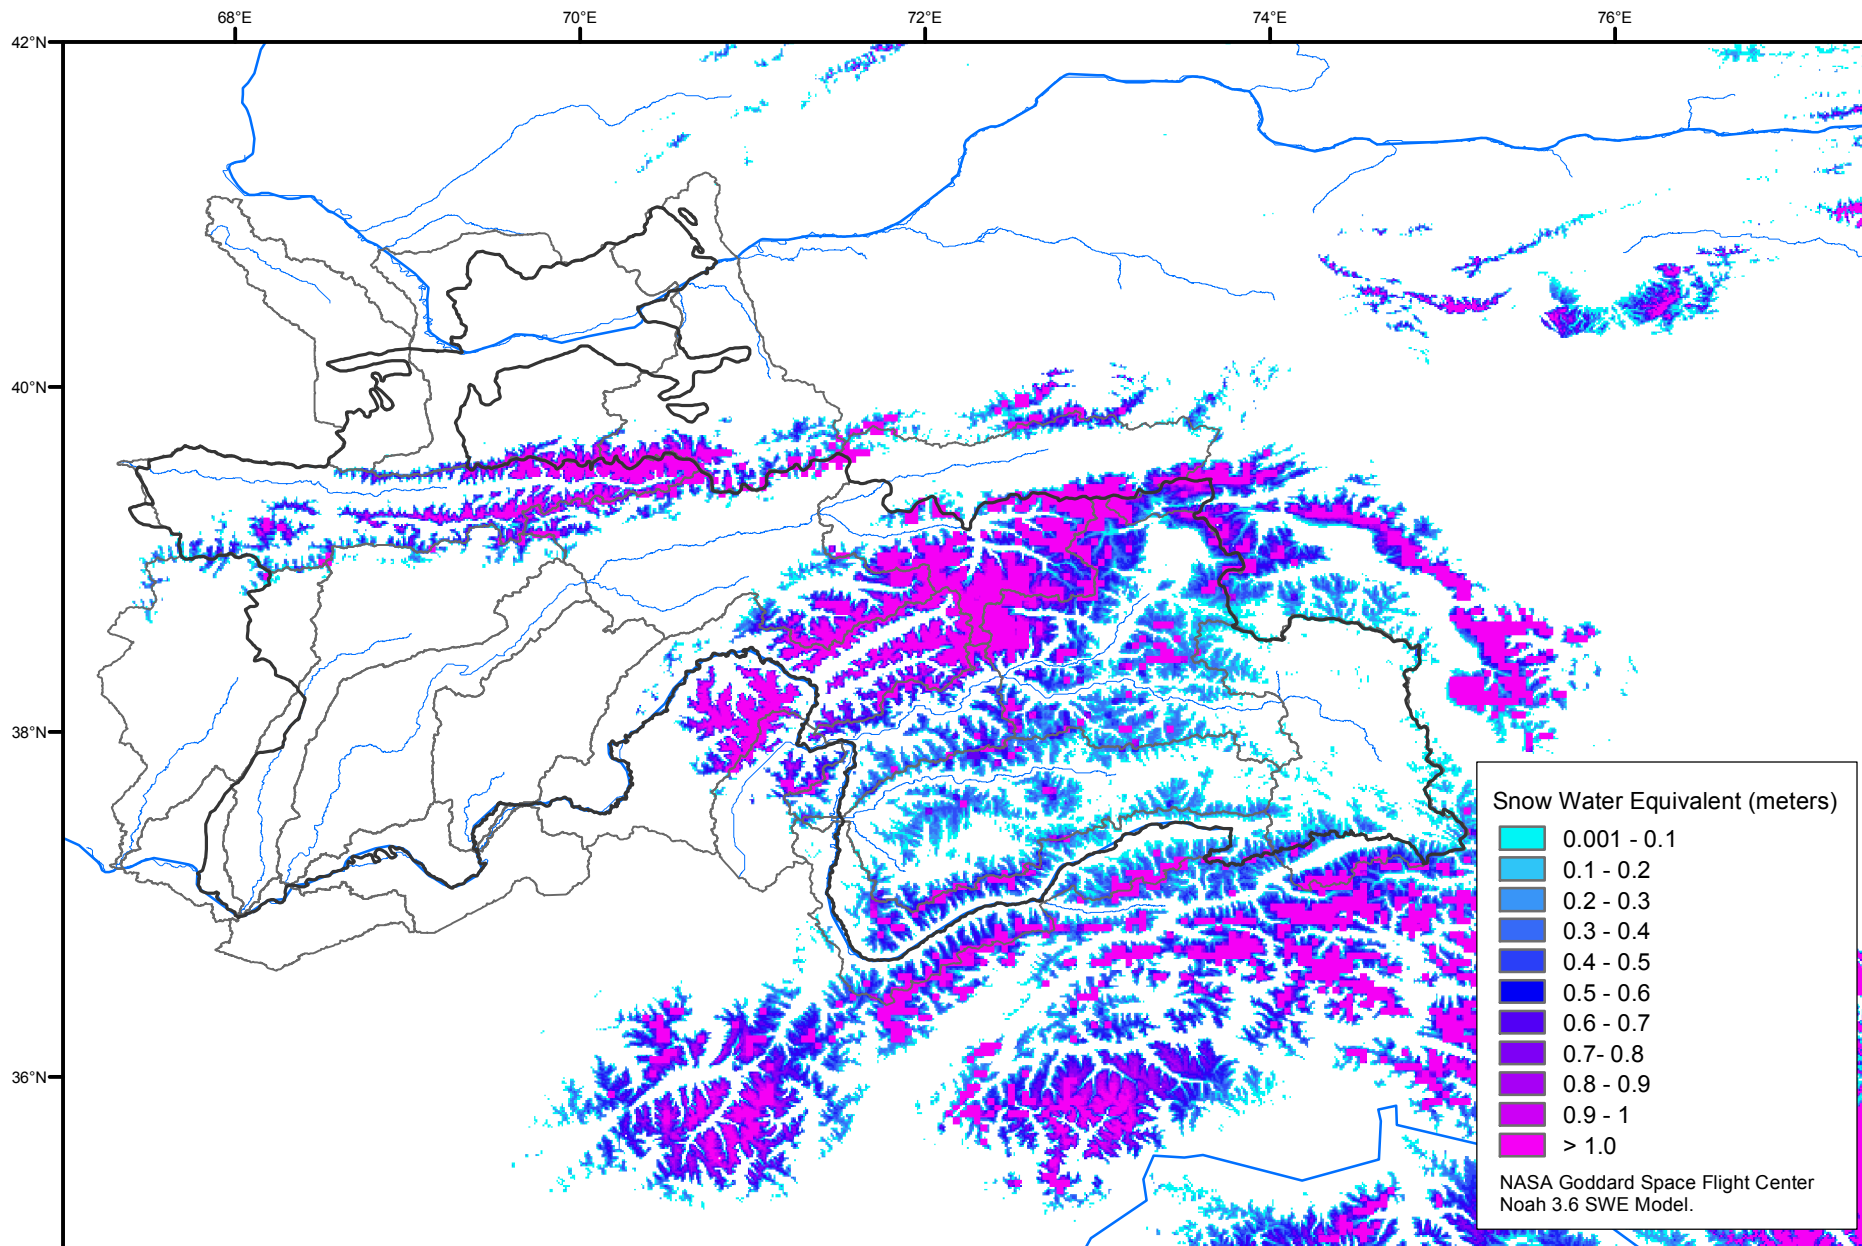 68°E
70°E
72°E
74°E
76°E
42°N
40°N
38°N
36°N
Snow Water Equivalent (meters)
0.001 - 0.1
0.1 - 0.2
0.2 - 0.3
0.3 - 0.4
0.4 - 0.5
0.5 - 0.6
0.6 - 0.7
0.7- 0.8
0.8 - 0.9
0.9 - 1
> 1.0
NASA Goddard Space Flight Center
Noah 3.6 SWE Model.